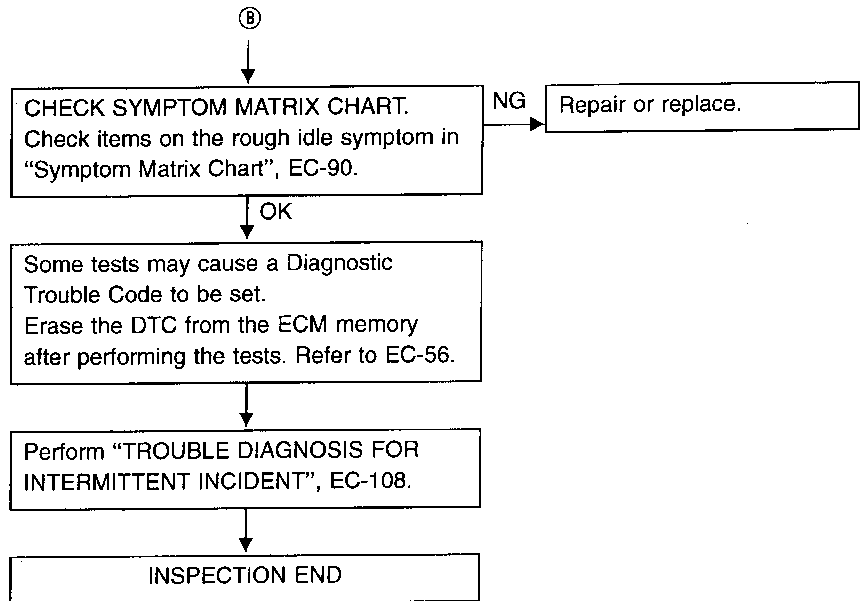 B
CHECK SYMPTOM MATRIX CHART.
Check items on the rough idle symptom in
“Symptom Matrix Chart”, EC-90.
NG
Repair or replace.
OK
Some tests may cause a Diagnostic
Trouble Code to be set.
Erase the DTC from the ECM memory
after performing the tests. Refer to EC-56.
Perform “TROUBLE DIAGNOSIS FOR
INTERMITTENT INCIDENT”, EC-108.
INSPECTION END